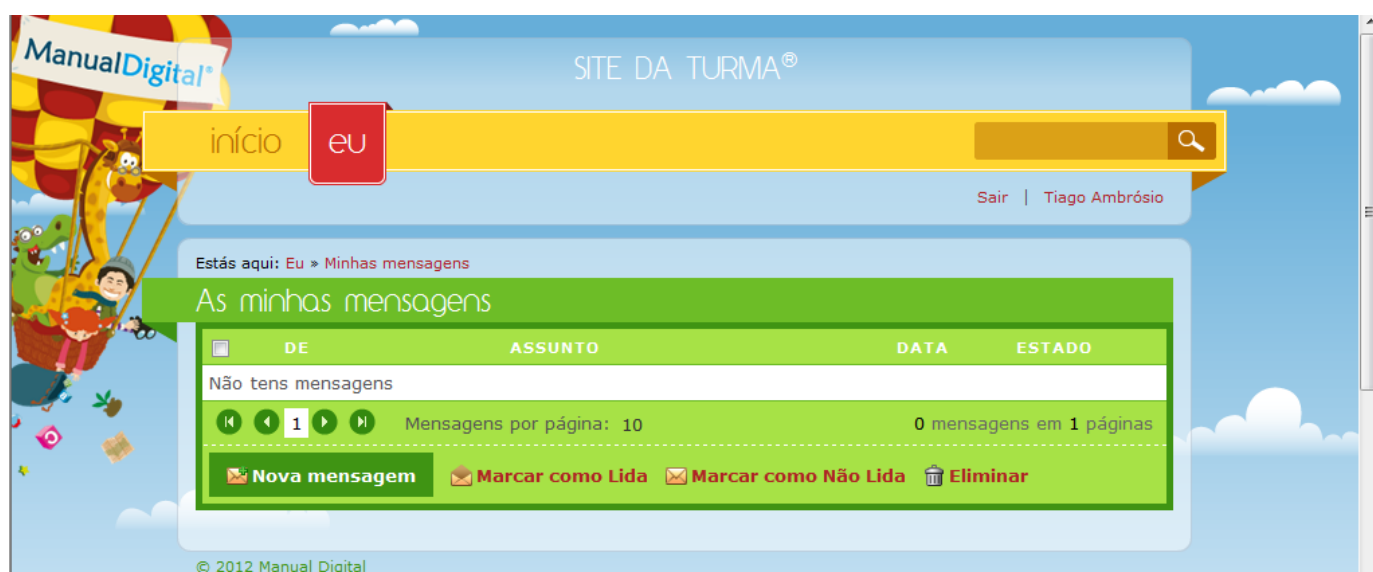 ManualDigital®
SITE DA TURMA®
início eu
Sair | Tiago Ambrósio
Estás aqui: Eu » Minhas mensagens
As minhas mensagens
DE ASSUNTO DATA ESTADO
Não tens mensagens
1 Mensagens por página: 10 0 mensagens em 1 páginas
Nova mensagem Marcar como Lida Marcar como Não Lida Eliminar
© 2012 Manual Digital